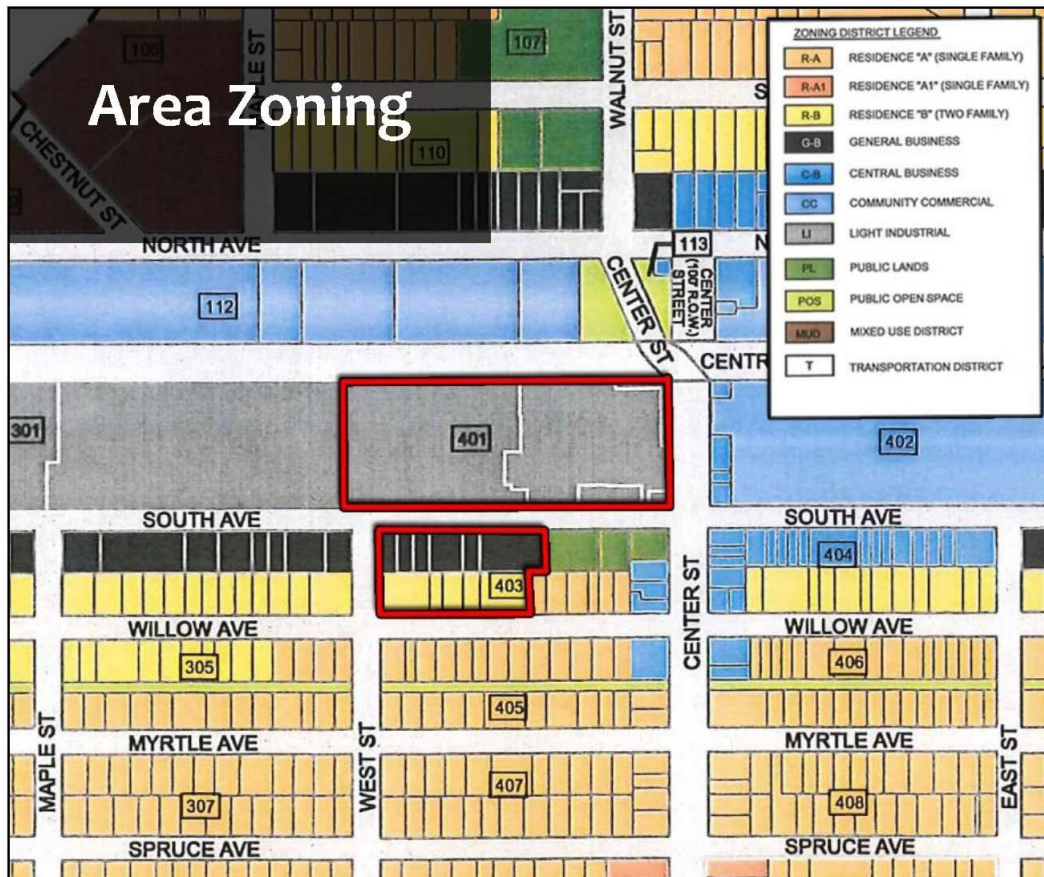 Area Zoning
ZONING DISTRICT LEGEND
R-A RESIDENCE "A" (SINGLE FAMILY)
R-A1 RESIDENCE "A1" (SINGLE FAMILY)
R-B RESIDENCE "B" (TWO FAMILY)
G-B GENERAL BUSINESS
C-B CENTRAL BUSINESS
CC COMMUNITY COMMERCIAL
LI LIGHT INDUSTRIAL
PL PUBLIC LANDS
POS PUBLIC OPEN SPACE
MUD MIXED USE DISTRICT
T TRANSPORTATION DISTRICT
MAPLE ST
WALNUT ST
107
S
CHESTNUT ST
110
NORTH AVE
113
N
CENTER
STREET
(100' R.O.W.)
112
CENTER ST
CENTR
301
401
402
SOUTH AVE
SOUTH AVE
403
404
WILLOW AVE
WILLOW AVE
CENTER ST
305
406
405
MYRTLE AVE
MYRTLE AVE
MAPLE ST
WEST ST
EAST ST
307
407
408
SPRUCE AVE
SPRUCE AVE